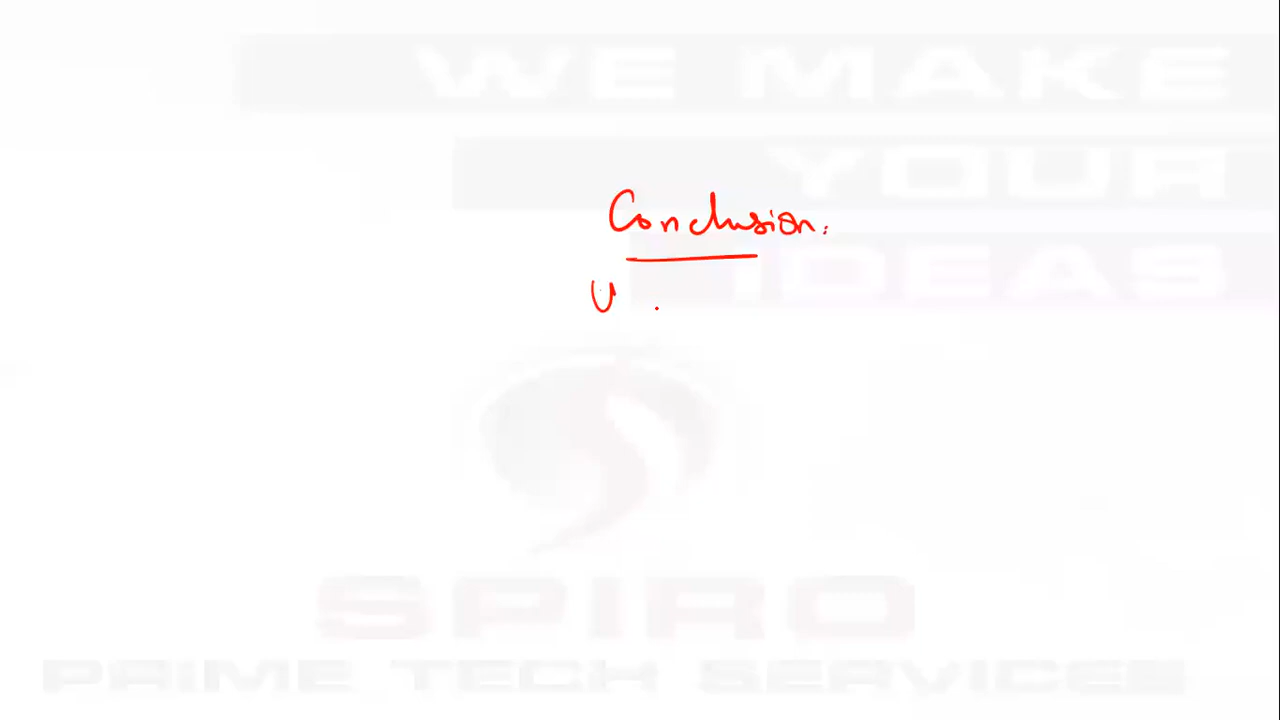 WE MAKE
YOUR
IDEAS
Conclusion:
U .
SPIRO
PRIME TECH SERVICES